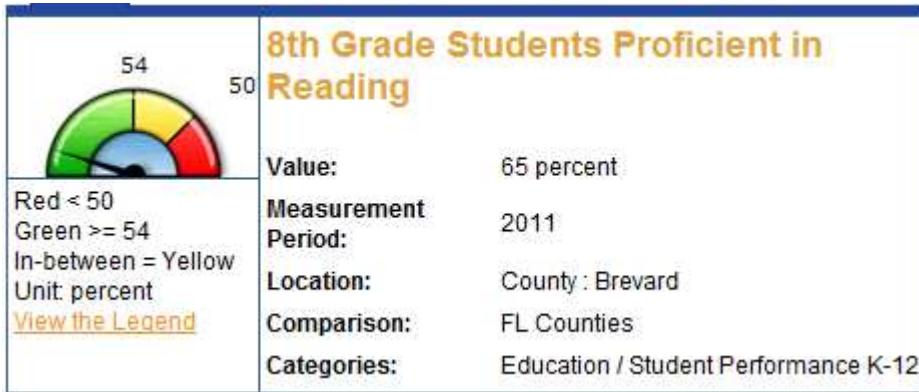 54
50
Red < 50
Green >= 54
In-between = Yellow
Unit: percent
View the Legend
8th Grade Students Proficient in
Reading
Value: 65 percent
Measurement
Period: 2011
Location: County : Brevard
Comparison: FL Counties
Categories: Education / Student Performance K-12